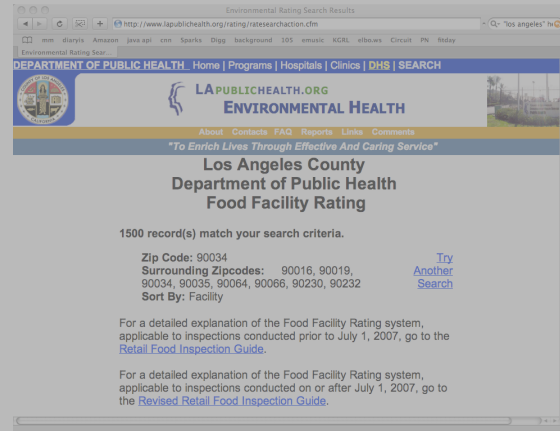 Environmental Rating Search Results
http://www.lapublichealth.org/rating/ratesearchaction.cfm
"los angeles" h
mm diaryis Amazon java api cnn Sparks Digg background 10S emusic KGRL elbo.ws Circuit PN fitday
Environmental Rating Sear...
DEPARTMENT OF PUBLIC HEALTH Home | Programs | Hospitals | Clinics | DHS | SEARCH
LAPUBLICHEALTH.ORG
ENVIRONMENTAL HEALTH
About Contacts FAQ Reports Links Comments
"To Enrich Lives Through Effective And Caring Service"
Los Angeles County
Department of Public Health
Food Facility Rating
1500 record(s) match your search criteria.
Zip Code: 90034 Try
Surrounding Zipcodes: 90016, 90019, Another
90034, 90035, 90064, 90066, 90230, 90232 Search
Sort By: Facility
For a detailed explanation of the Food Facility Rating system,
applicable to inspections conducted prior to July 1, 2007, go to the
Retail Food Inspection Guide.
For a detailed explanation of the Food Facility Rating system,
applicable to inspections conducted on or after July 1, 2007, go to
the Revised Retail Food Inspection Guide.